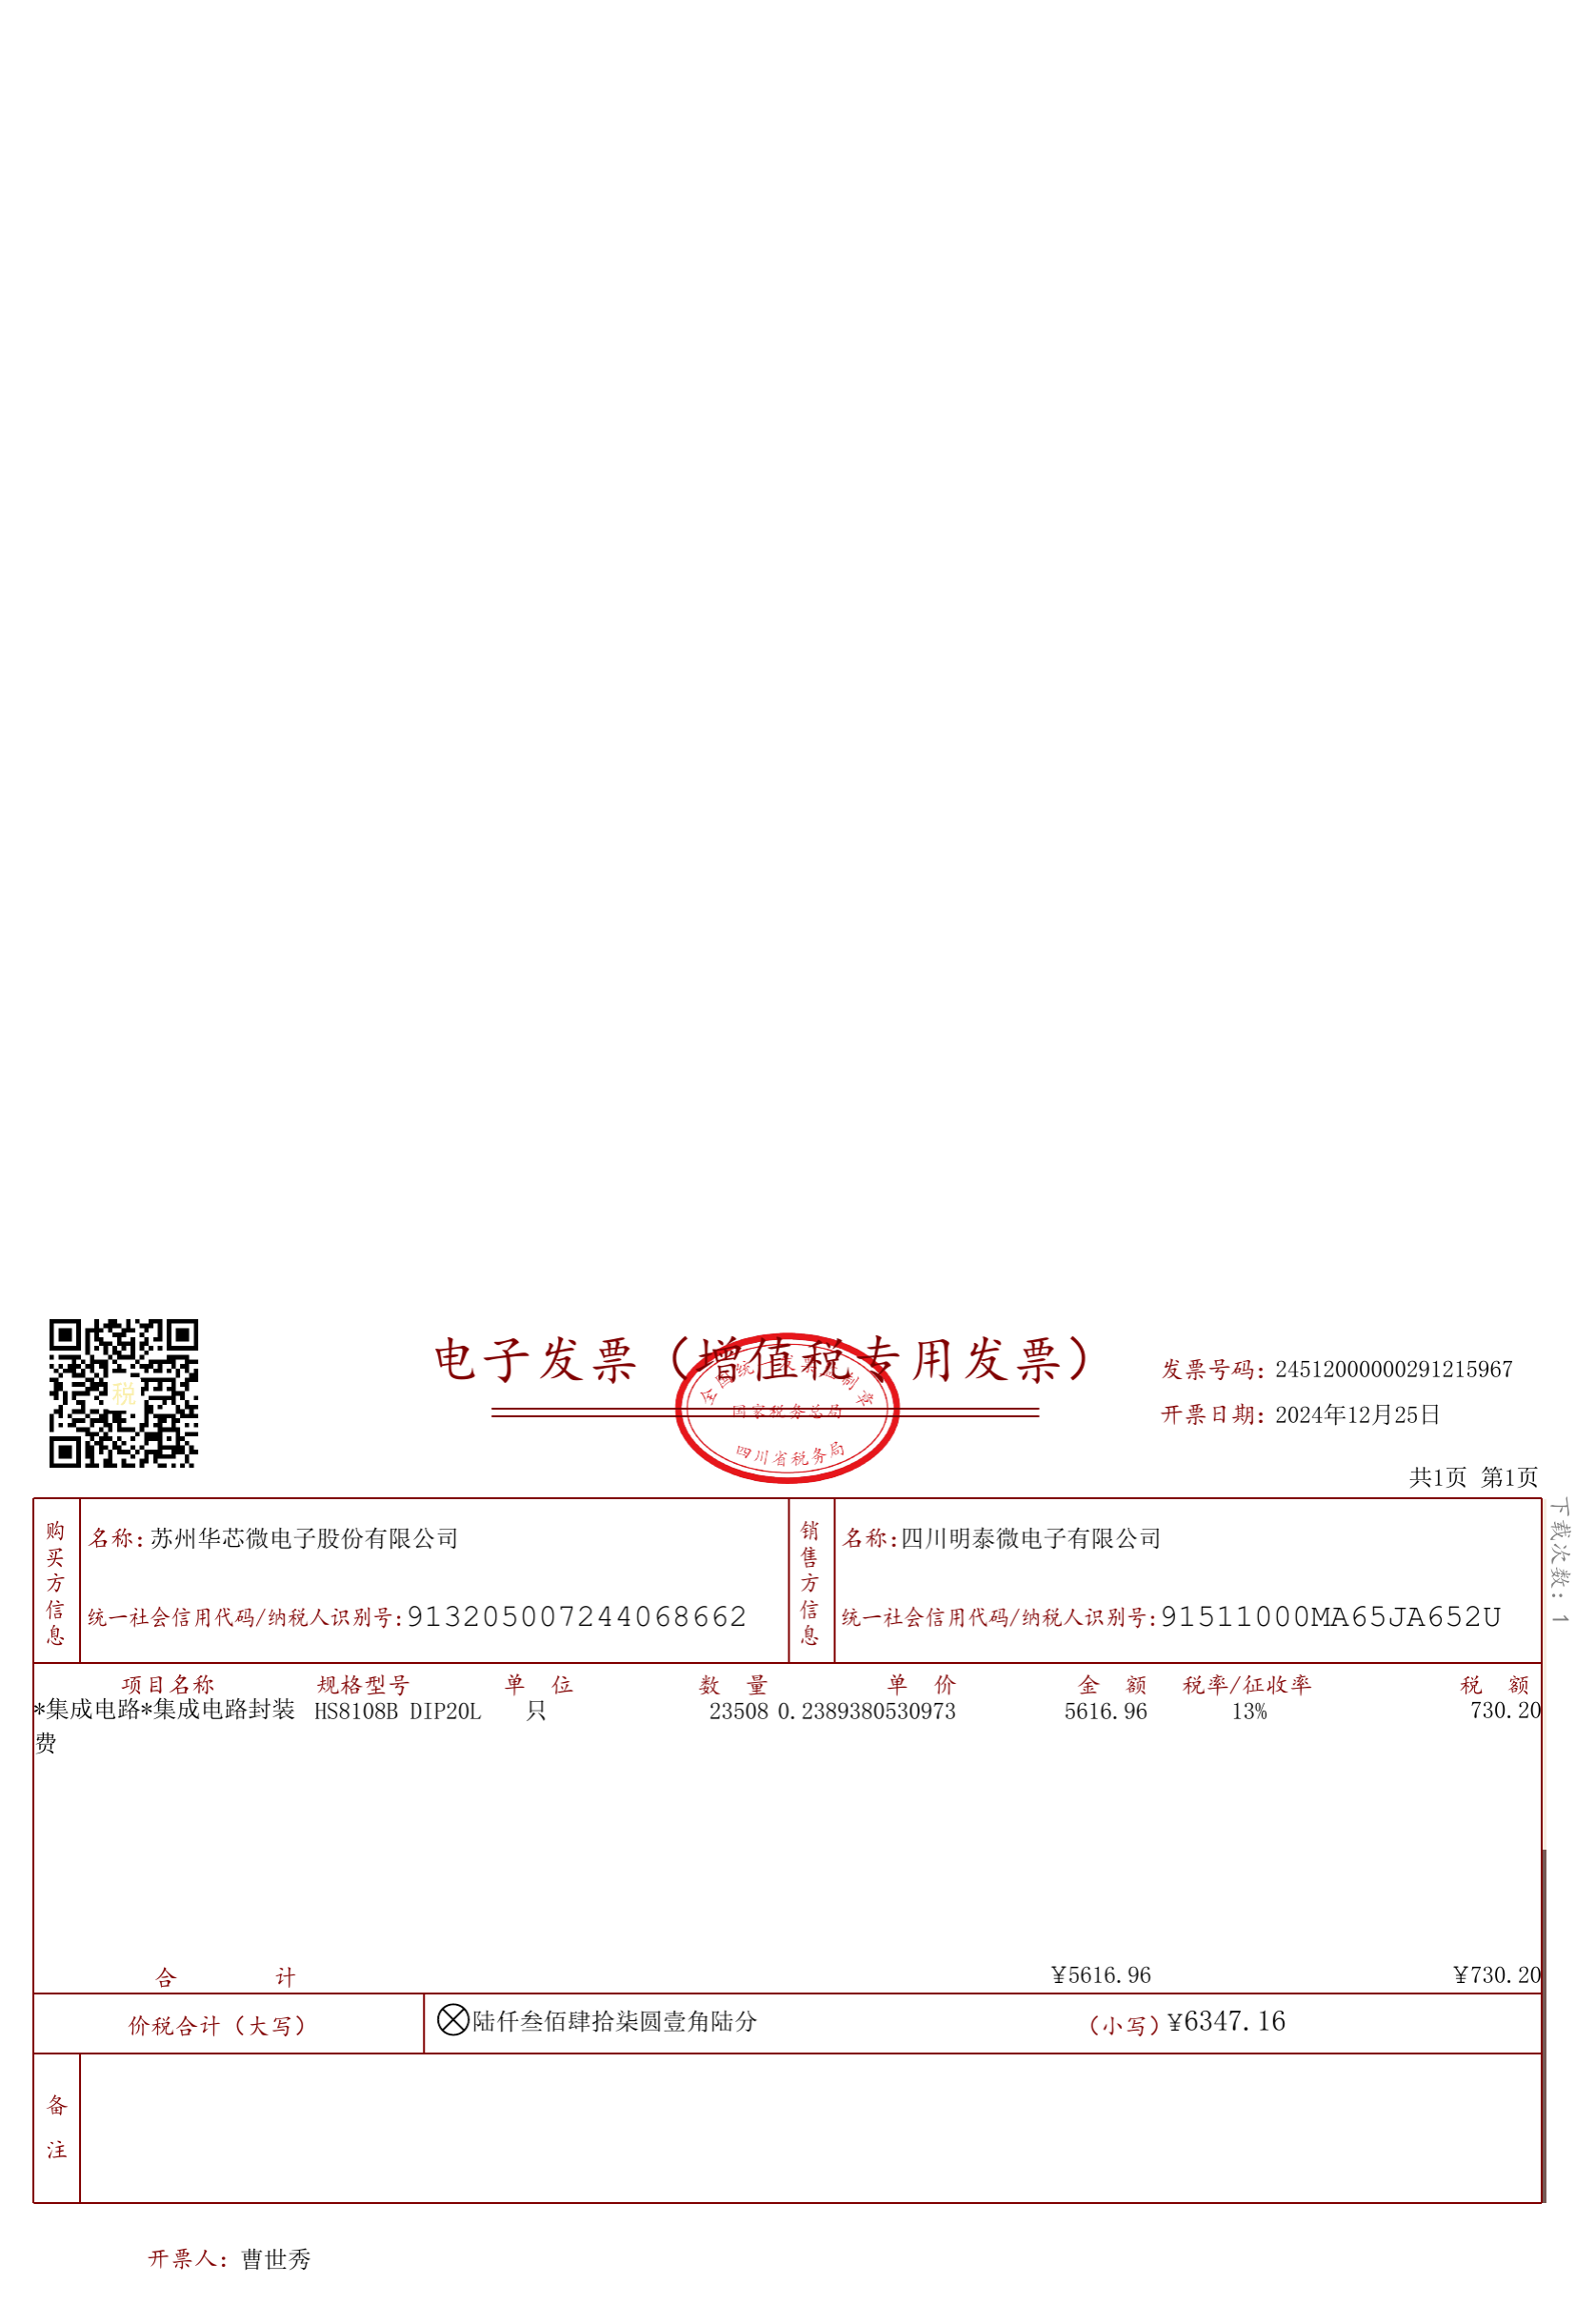 电子发票（增值税专用发票）
全国统一发票监制章
国家税务总局
四川省税务局
税
发票号码：24512000000291215967
开票日期：2024年12月25日
共1页 第1页
下载次数：1
购买方信息
名称：苏州华芯微电子股份有限公司
统一社会信用代码/纳税人识别号：913205007244068662
销售方信息
名称：四川明泰微电子有限公司
统一社会信用代码/纳税人识别号：91511000MA65JA652U
项目名称 规格型号 单 位 数 量 单 价 金 额 税率/征收率 税 额
*集成电路*集成电路封装 HS8108B DIP20L 只 23508 0.2389380530973 5616.96 13% 730.20
费
合 计 ¥5616.96 ¥730.20
价税合计（大写） 陆仟叁佰肆拾柒圆壹角陆分 （小写）¥6347.16
备
注
开票人：曹世秀